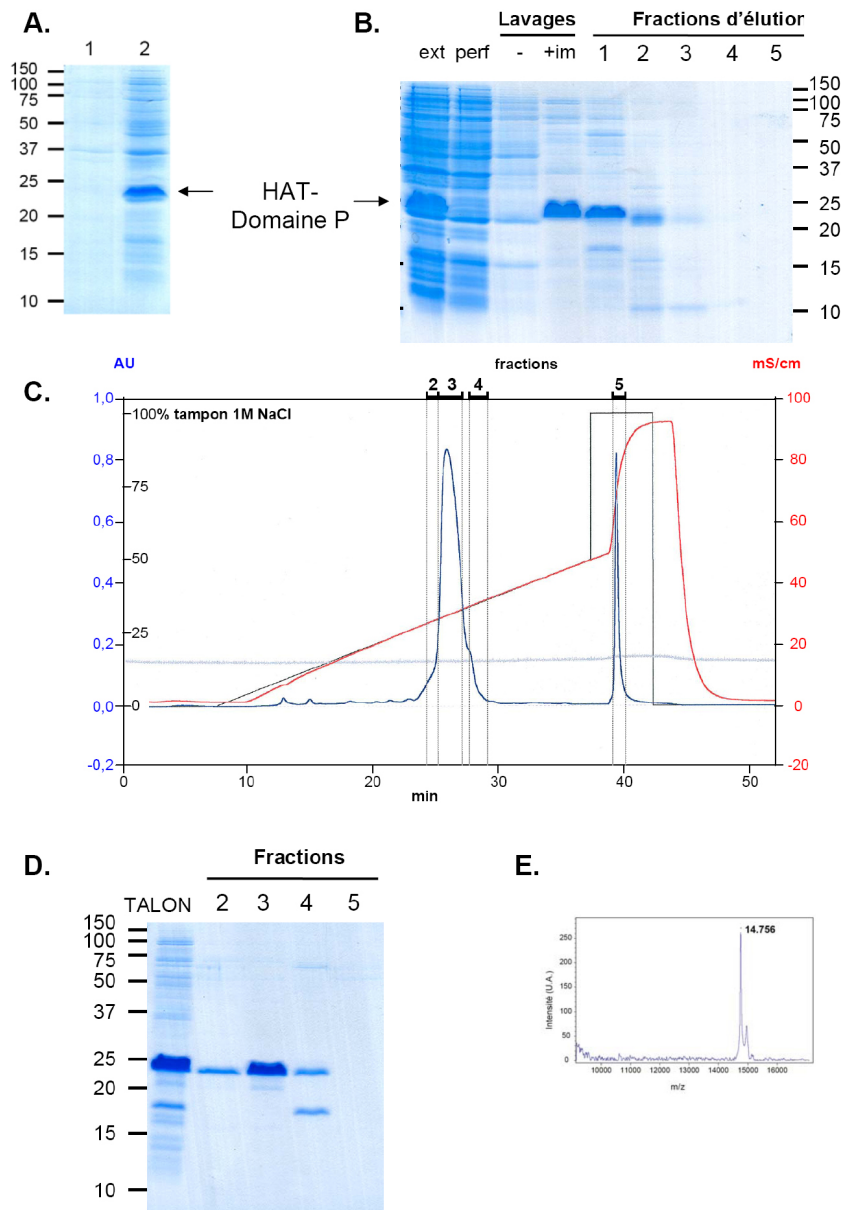 A.
1 2
150
100
75
50
37
25
20
15
10
HAT-
Domaine P
B.
Lavages Fractions d'élution
ext perf - +im 1 2 3 4 5
150
100
75
50
37
25
20
15
10
C.
AU fractions mS/cm
2 3 4 5
1,0
0,8
0,6
0,4
0,2
0,0
-0,2
100% tampon 1M NaCl
75
50
25
0
100
80
60
40
20
0
-20
0 10 20 30 40 50
min
D.
Fractions
TALON 2 3 4 5
150
100
75
50
37
25
20
15
10
E.
14.756
Intensité (U.A.)
250
200
150
100
50
0
10000 11000 12000 13000 14000 15000 16000
m/z